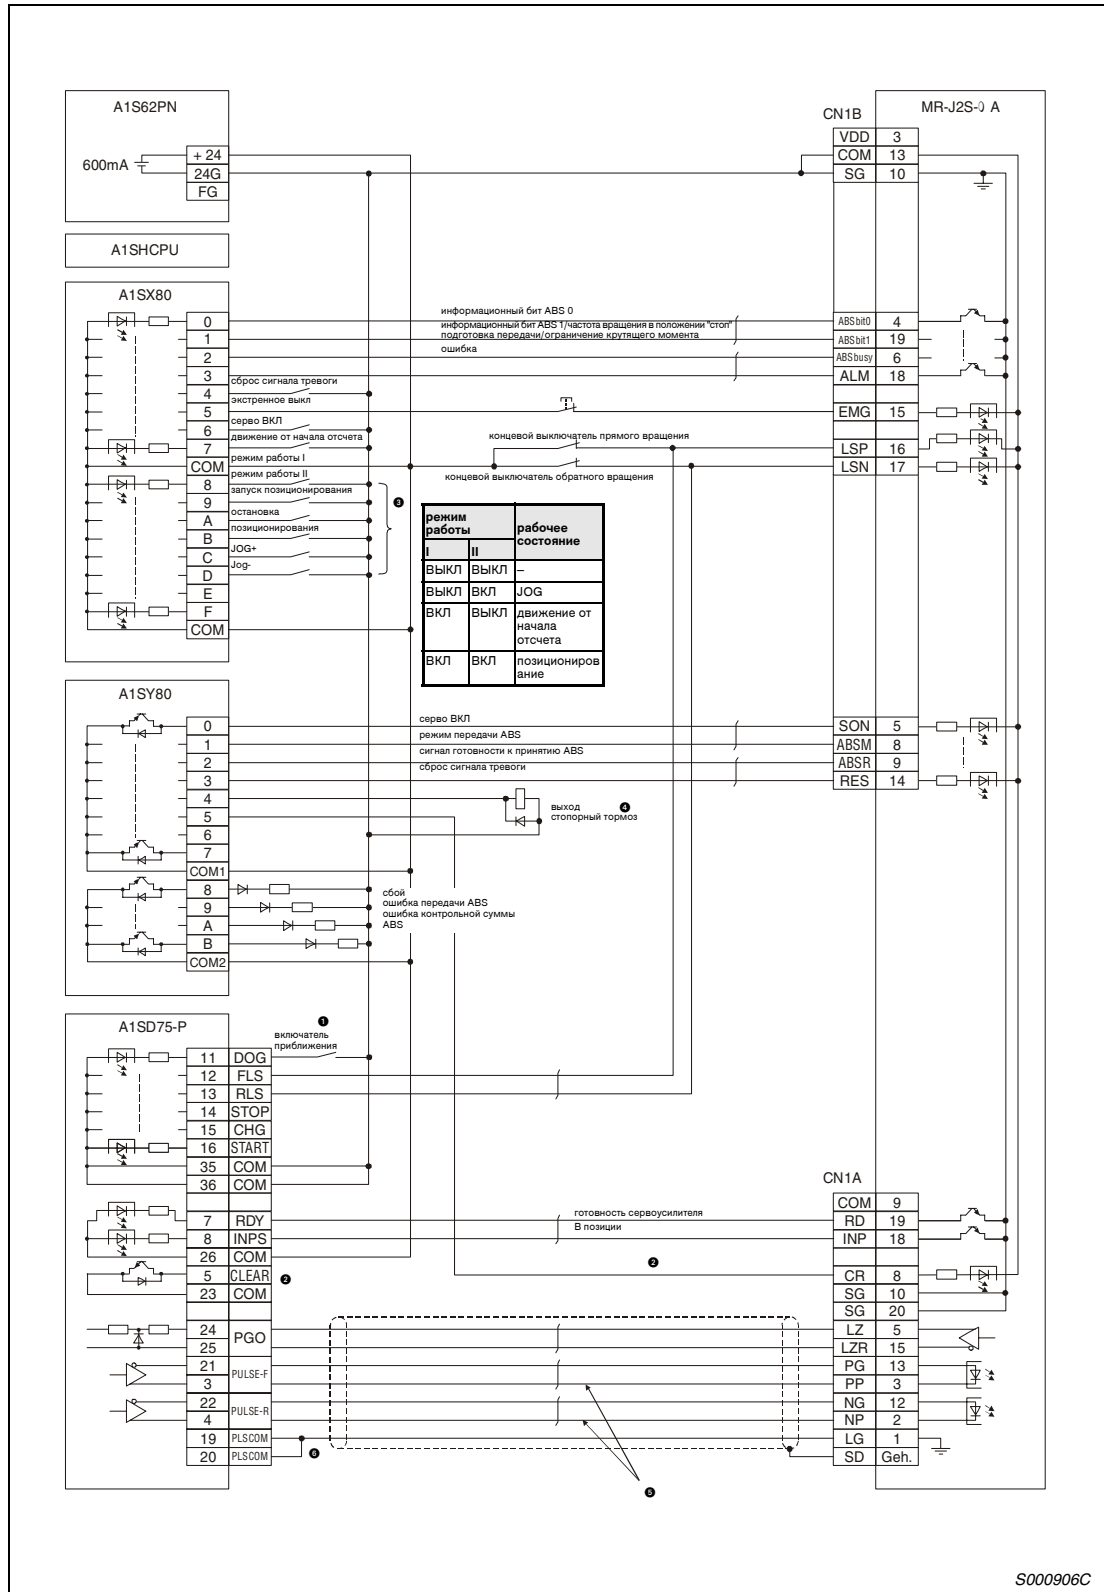 A1S62PN
600mA
+ 24
24G
FG
A1SHCPU
A1SX80
0
1
2
3
4
5
6
7
COM
8
9
A
B
C
D
E
F
COM
информационный бит ABS 0
информационный бит ABS 1/частота вращения в положении "стоп"
подготовка передачи/ограничение крутящего момента
ошибка
сброс сигнала тревоги
экстренное выкл
серво ВКЛ
движение от начала отсчета
режим работы I
режим работы II
запуск позиционирования
остановка
позиционирования
JOG+
Jog-
❸
концевой выключатель прямого вращения
концевой выключатель обратного вращения
режим работы
рабочее состояние
I
II
ВЫКЛ ВЫКЛ –
ВЫКЛ ВКЛ JOG
ВКЛ ВЫКЛ движение от
начала
отсчета
ВКЛ ВКЛ позициониров
ание
MR-J2S-() A
CN1B
VDD 3
COM 13
SG 10
ABSbit0 4
ABSbit1 19
ABSbusy 6
ALM 18
EMG 15
LSP 16
LSN 17
SON 5
ABSM 8
ABSR 9
RES 14
A1SY80
0
1
2
3
4
5
6
7
COM1
8
9
A
B
COM2
серво ВКЛ
режим передачи ABS
сигнал готовности к принятию ABS
сброс сигнала тревоги
выход
стопорный тормоз
❹
сбой
ошибка передачи ABS
ошибка контрольной суммы
ABS
A1SD75-P
❶
включатель
приближения
11 DOG
12 FLS
13 RLS
14 STOP
15 CHG
16 START
35 COM
36 COM
7 RDY
8 INPS
26 COM
5 CLEAR
❷
23 COM
24
PGO
25
21
PULSE-F
3
22
PULSE-R
4
19 PLSCOM
20 PLSCOM
❻
готовность сервоусилителя
В позиции
❷
❺
CN1A
COM 9
RD 19
INP 18
CR 8
SG 10
SG 20
LZ 5
LZR 15
PG 13
PP 3
NG 12
NP 2
LG 1
SD Geh.
S000906C